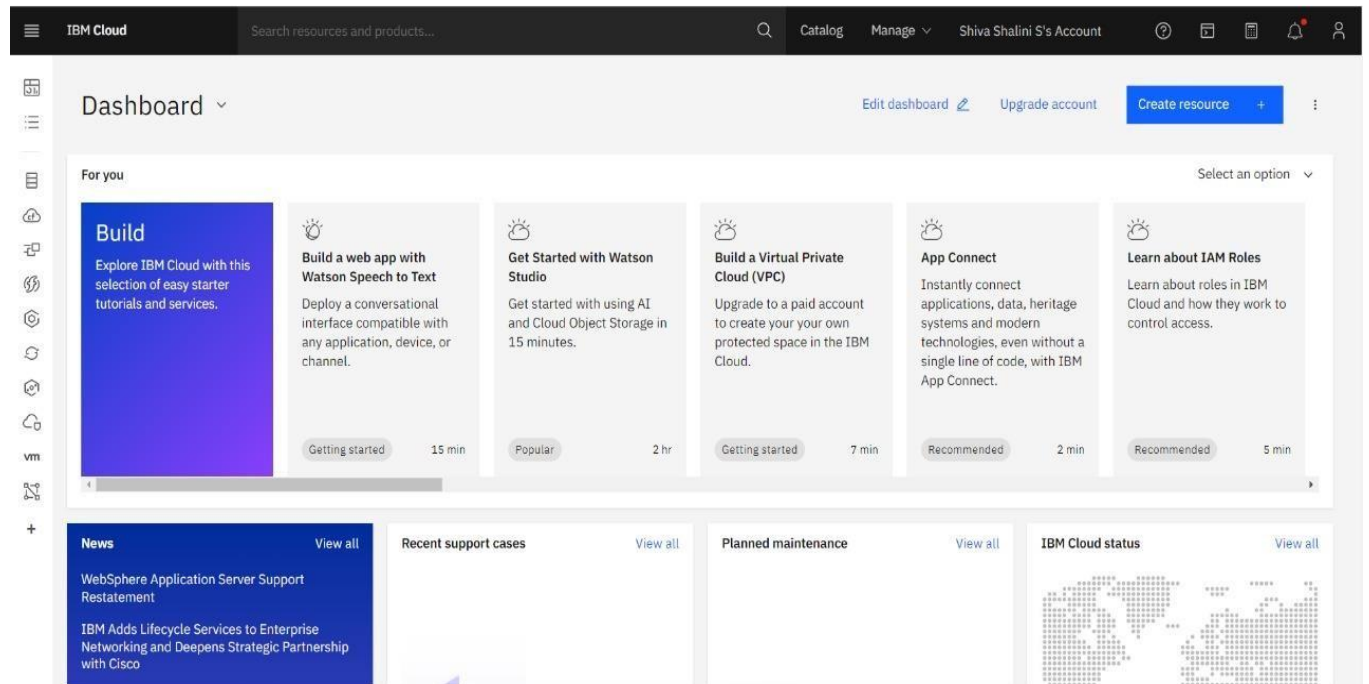 IBM Cloud
Search resources and products...
Catalog
Manage
Shiva Shalini S's Account
Dashboard
Edit dashboard
Upgrade account
Create resource +
For you
Select an option
Build
Explore IBM Cloud with this
selection of easy starter
tutorials and services.
Build a web app with
Watson Speech to Text
Deploy a conversational
interface compatible with
any application, device, or
channel.
Getting started
15 min
Get Started with Watson
Studio
Get started with using AI
and Cloud Object Storage in
15 minutes.
Popular
2 hr
Build a Virtual Private
Cloud (VPC)
Upgrade to a paid account
to create your your own
protected space in the IBM
Cloud.
Getting started
7 min
App Connect
Instantly connect
applications, data, heritage
systems and modern
technologies, even without a
single line of code, with IBM
App Connect.
Recommended
2 min
Learn about IAM Roles
Learn about roles in IBM
Cloud and how they work to
control access.
Recommended
5 min
vm
News
View all
WebSphere Application Server Support
Restatement
IBM Adds Lifecycle Services to Enterprise
Networking and Deepens Strategic Partnership
with Cisco
Recent support cases
View all
Planned maintenance
View all
IBM Cloud status
View all